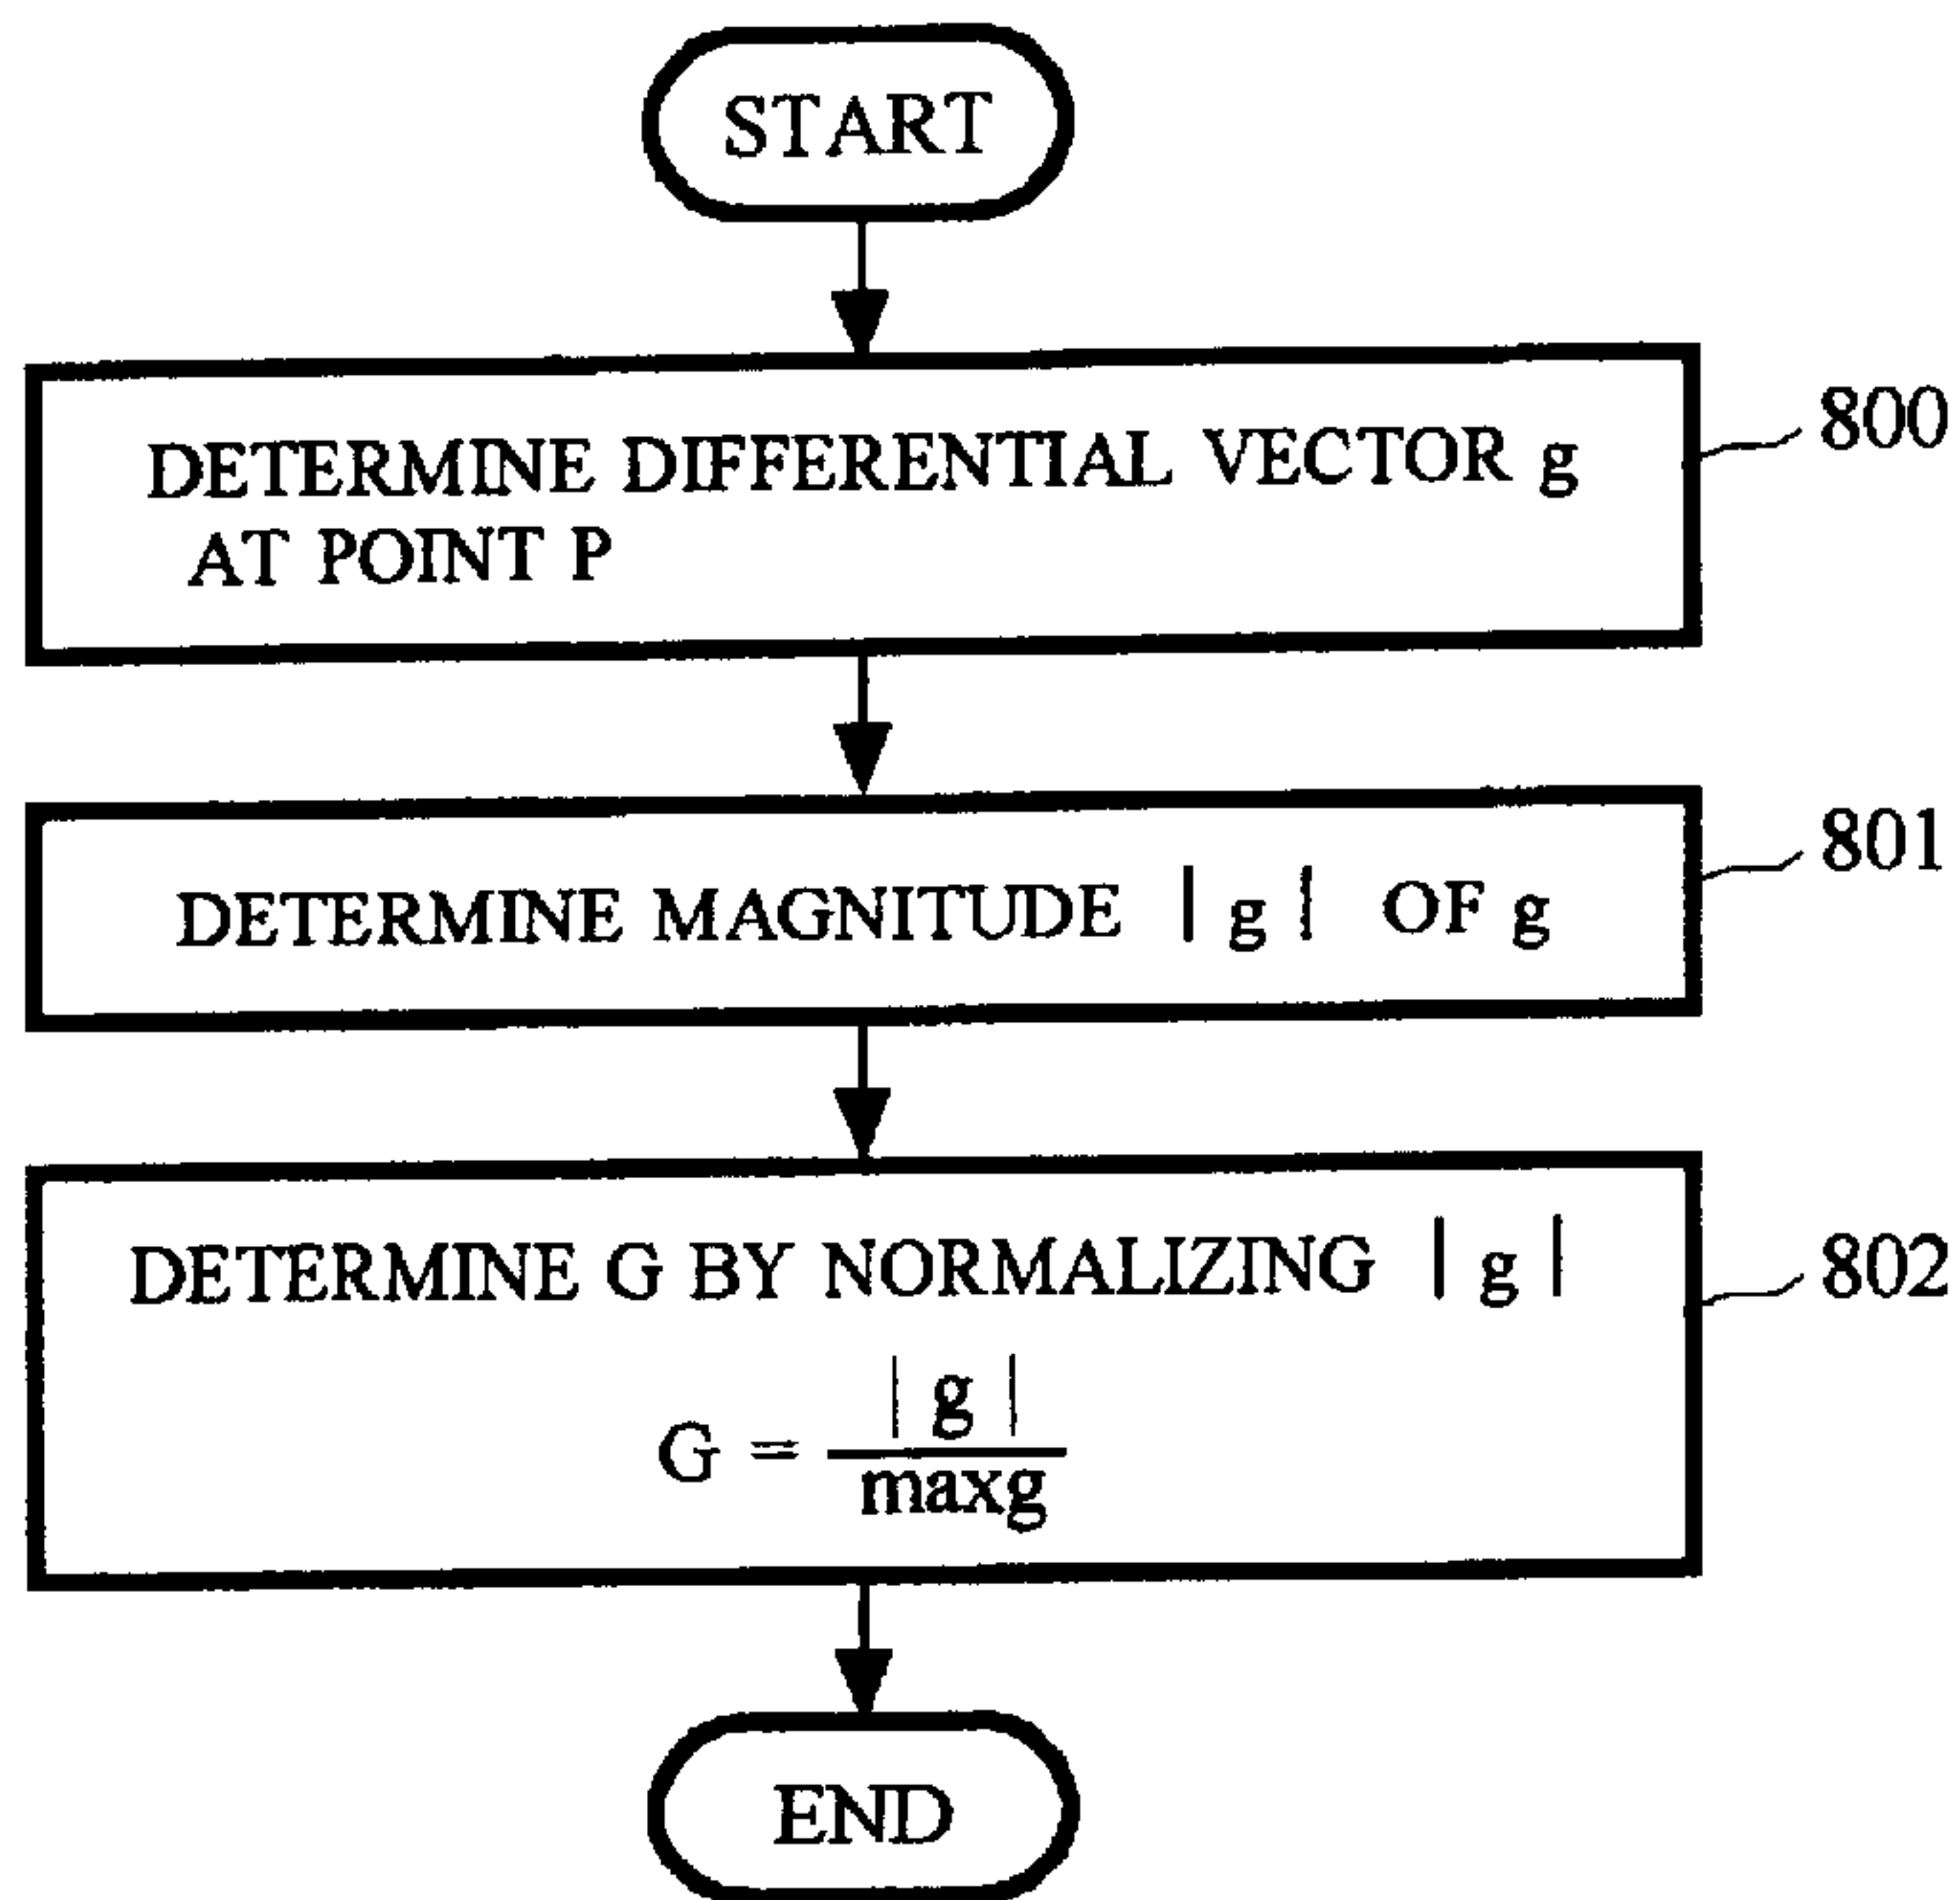 START
DETERMINE DIFFERENTIAL VECTOR g
AT POINT P
800
DETERMINE MAGNITUDE | g | OF g
801
DETERMINE G BY NORMALIZING | g |
802
G = | g | / maxg
END